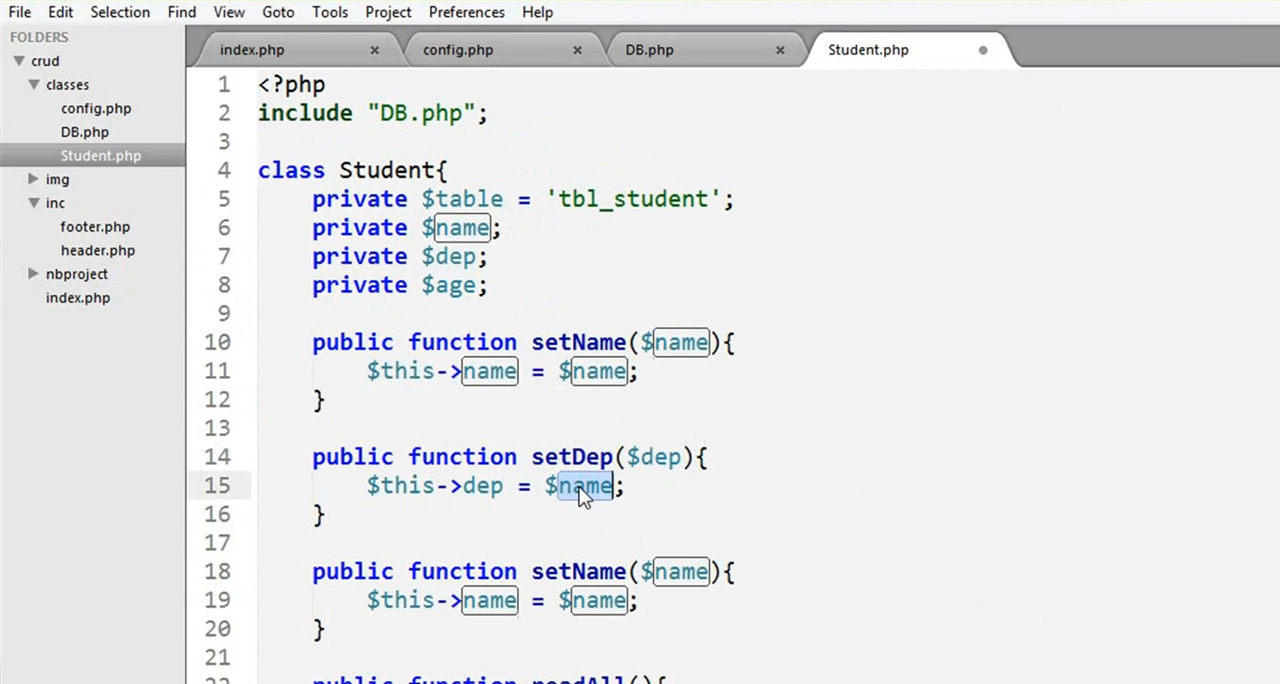 File Edit Selection Find View Goto Tools Project Preferences Help
FOLDERS
crud
classes
config.php
DB.php
Student.php
img
inc
footer.php
header.php
nbproject
index.php
index.php × config.php × DB.php × Student.php
1 <?php
2 include "DB.php";
3
4 class Student{
5 private $table = 'tbl_student';
6 private $name;
7 private $dep;
8 private $age;
9
10 public function setName($name){
11 $this->name = $name;
12 }
13
14 public function setDep($dep){
15 $this->dep = $name;
16 }
17
18 public function setName($name){
19 $this->name = $name;
20 }
21
22 public function readAll(){